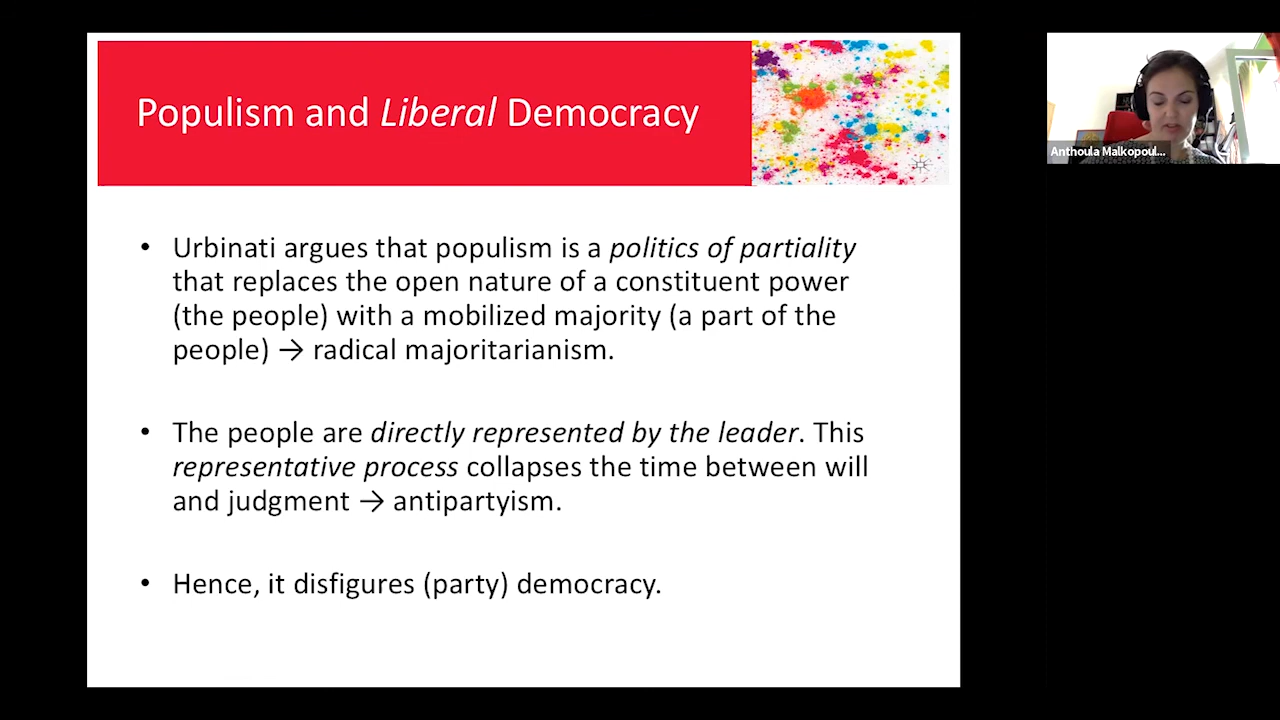 Populism and Liberal Democracy
Anthoula Malkopoul...
• Urbinati argues that populism is a politics of partiality
that replaces the open nature of a constituent power
(the people) with a mobilized majority (a part of the
people) → radical majoritarianism.
• The people are directly represented by the leader. This
representative process collapses the time between will
and judgment → antipartyism.
• Hence, it disfigures (party) democracy.